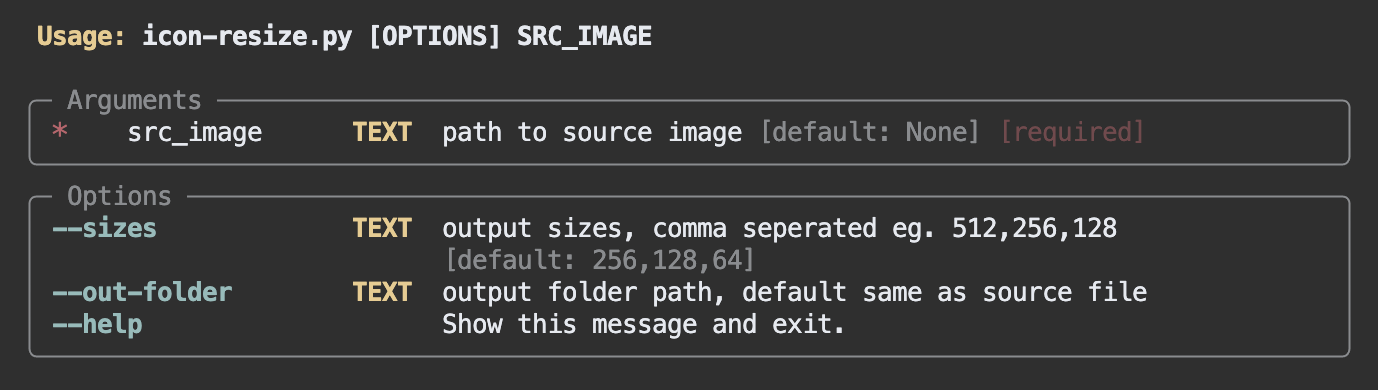 Usage: icon-resize.py [OPTIONS] SRC_IMAGE
Arguments
* src_image TEXT path to source image [default: None] [required]
Options
--sizes TEXT output sizes, comma seperated eg. 512,256,128
[default: 256,128,64]
--out-folder TEXT output folder path, default same as source file
--help Show this message and exit.